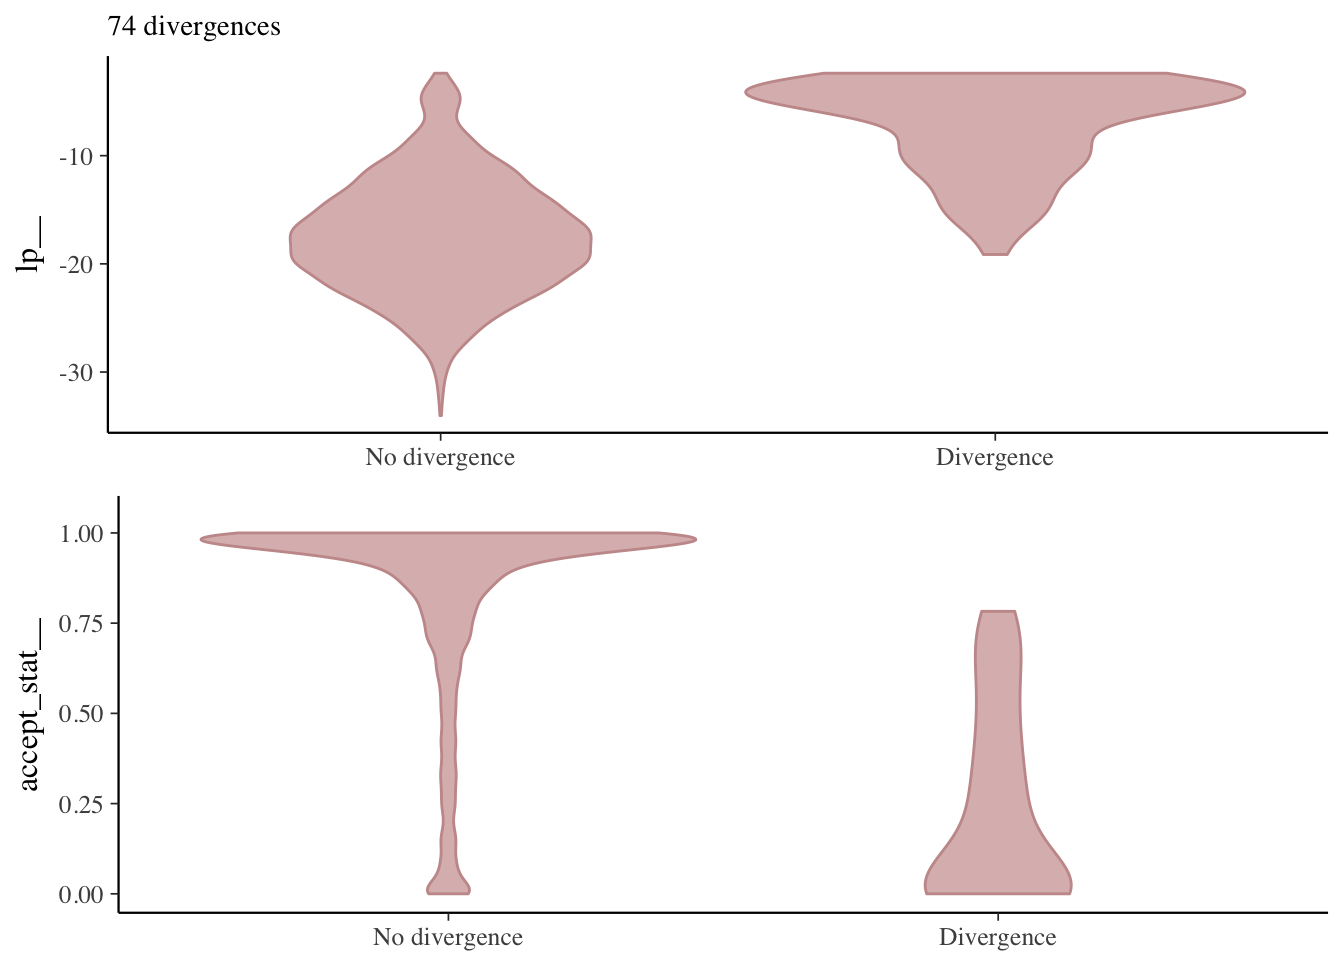 74 divergences
lp__
-10
-20
-30
No divergence Divergence
accept_stat__
1.00
0.75
0.50
0.25
0.00
No divergence Divergence